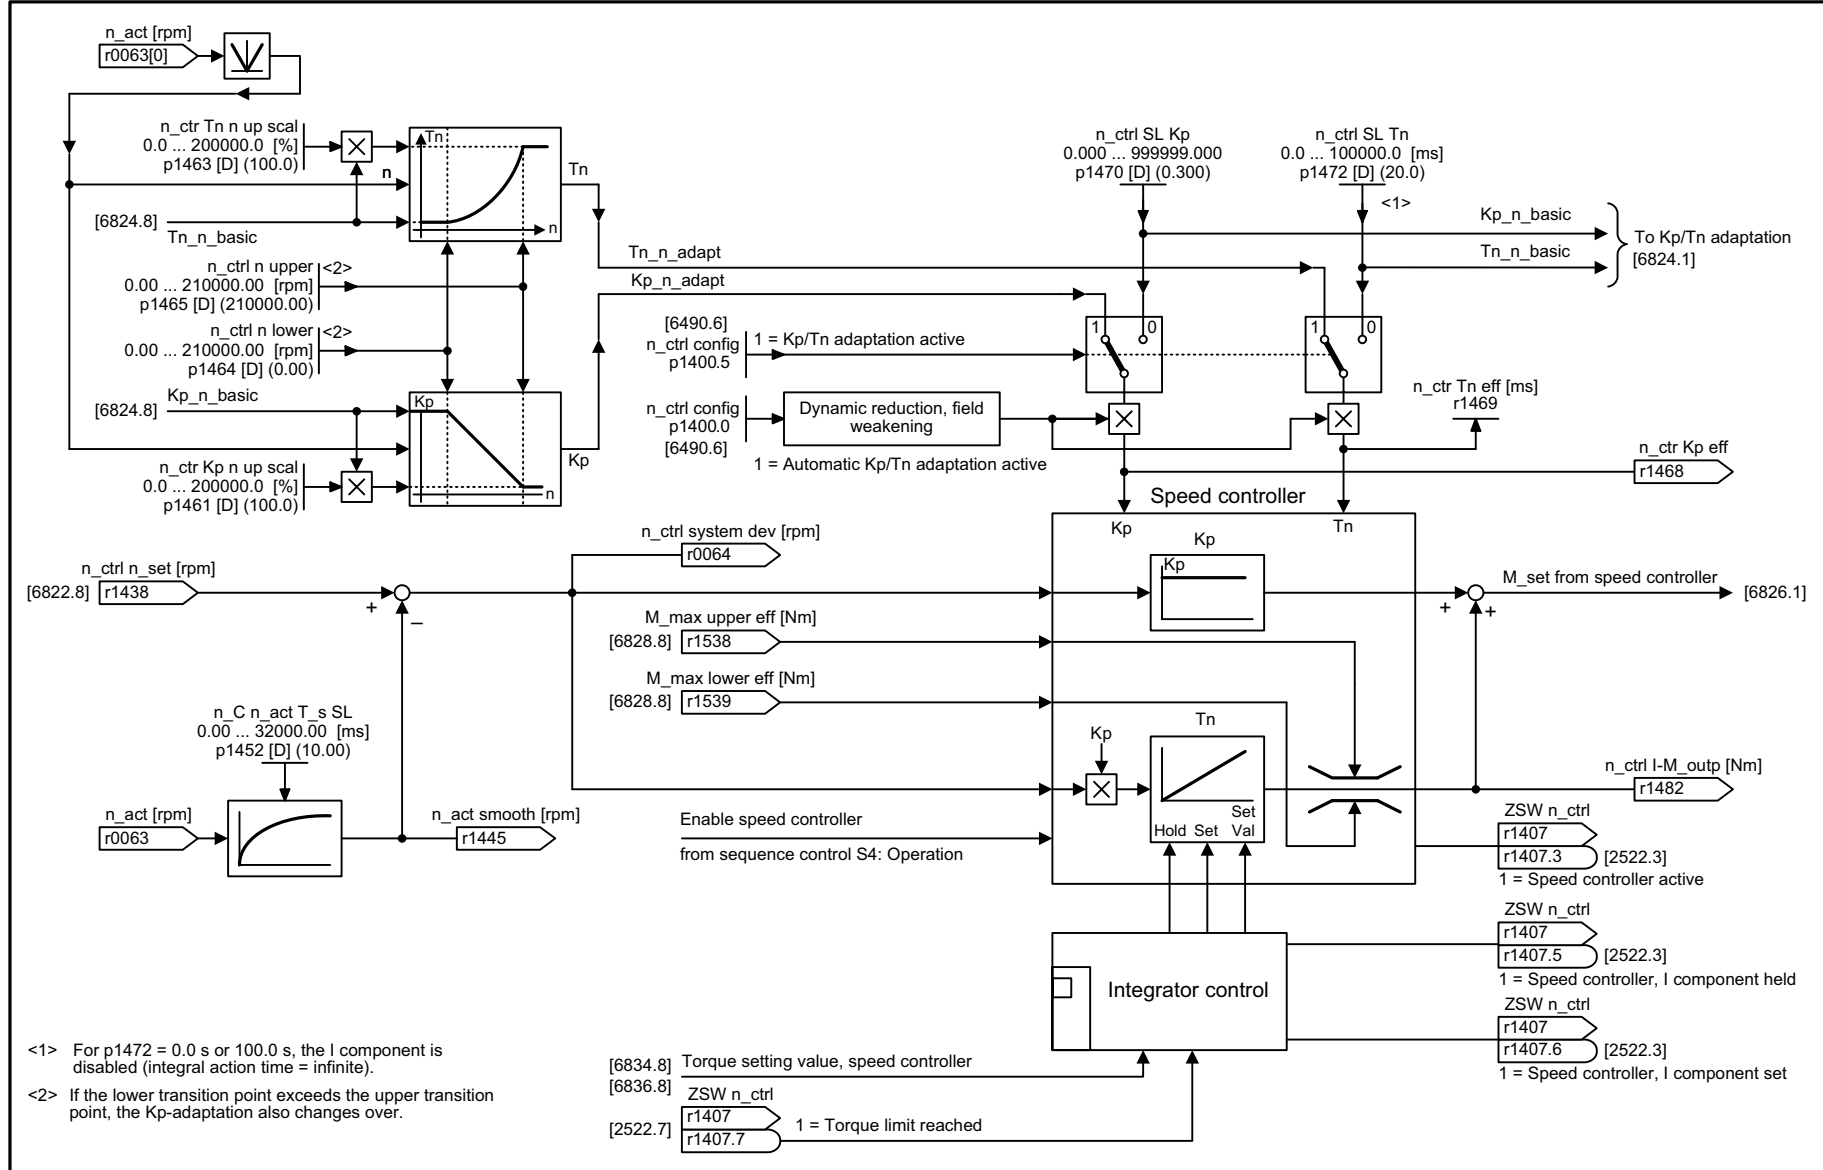 n_act [rpm]
r0063[0]
n_ctr Tn n up scal
0.0 ... 200000.0 [%]
p1463 [D] (100.0)
n
[6824.8]
Tn_n_basic
Tn
n
Tn
n_ctrl n upper
<2>
0.00 ... 210000.00 [rpm]
p1465 [D] (210000.00)
n_ctrl n lower
<2>
0.00 ... 210000.00 [rpm]
p1464 [D] (0.00)
Kp_n_basic
[6824.8]
n_ctr Kp n up scal
0.0 ... 200000.0 [%]
p1461 [D] (100.0)
Kp
n
Kp
Tn_n_adapt
Kp_n_adapt
n_ctrl SL Kp
0.000 ... 999999.000
p1470 [D] (0.300)
n_ctrl SL Tn
0.0 ... 100000.0 [ms]
p1472 [D] (20.0)
<1>
Kp_n_basic
Tn_n_basic
To Kp/Tn adaptation
[6824.1]
[6490.6]
n_ctrl config
p1400.5
1 = Kp/Tn adaptation active
1 0
1 0
n_ctrl config
p1400.0
[6490.6]
Dynamic reduction, field
weakening
1 = Automatic Kp/Tn adaptation active
n_ctr Tn eff [ms]
r1469
n_ctr Kp eff
r1468
Speed controller
Kp
Tn
n_ctrl system dev [rpm]
r0064
n_ctrl n_set [rpm]
[6822.8]
r1438
+
–
Kp
Kp
M_set from speed controller
[6826.1]
+
+
M_max upper eff [Nm]
[6828.8]
r1538
M_max lower eff [Nm]
[6828.8]
r1539
n_C n_act T_s SL
0.00 ... 32000.00 [ms]
p1452 [D] (10.00)
n_act [rpm]
r0063
n_act smooth [rpm]
r1445
Kp
Tn
Hold Set
Set
Val
Enable speed controller
from sequence control S4: Operation
n_ctrl I-M_outp [Nm]
r1482
ZSW n_ctrl
r1407
r1407.3
[2522.3]
1 = Speed controller active
ZSW n_ctrl
r1407
r1407.5
[2522.3]
1 = Speed controller, I component held
ZSW n_ctrl
r1407
r1407.6
[2522.3]
1 = Speed controller, I component set
Integrator control
[6834.8]
[6836.8]
Torque setting value, speed controller
ZSW n_ctrl
[2522.7]
r1407
r1407.7
1 = Torque limit reached
<1> For p1472 = 0.0 s or 100.0 s, the I component is
disabled (integral action time = infinite).
<2> If the lower transition point exceeds the upper transition
point, the Kp-adaptation also changes over.